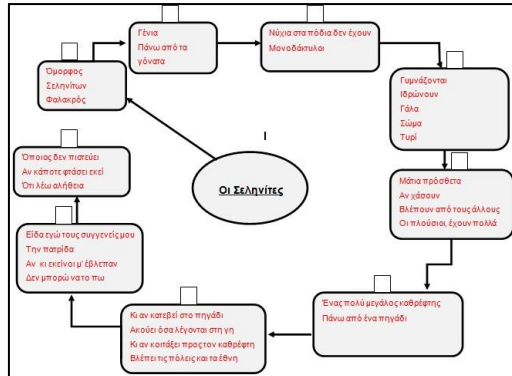 Οι Σεληνίτες
Όμορφος
Σεληνίτων
Φαλακρός
Γένια
Πάνω από τα
γόνατα
Νύχια στα πόδια δεν έχουν
Μονοδάκτυλοι
Γυμνάζονται
Ιδρώνουν
Γάλα
Σώμα
Τυρί
Μάτια πρόσθετα
Αν χάσουν
Βλέπουν από τους άλλους
Οι πλούσιοι, έχουν πολλά
Ένας πολύ μεγάλος καθρέφτης
Πάνω από ένα πηγάδι
Κι αν κατεβεί στο πηγάδι
Ακούει όσα λέγονται στη γη
Κι αν κοιτάξει προς τον καθρέφτη
Βλέπει τις πόλεις και τα έθνη
Είδα εγώ τους συγγενείς μου
Την πατρίδα
Αν κι εκείνοι μ' έβλεπαν
Δεν μπορώ να το πω
Όποιος δεν πιστεύει
Αν κάποτε φτάσει εκεί
Ότι λέω αλήθεια